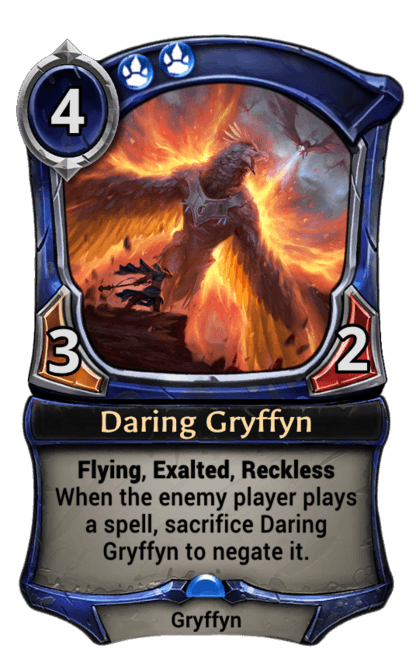 4
3
2
Daring Gryffyn
Flying, Exalted, Reckless
When the enemy player plays
a spell, sacrifice Daring
Gryffyn to negate it.
Gryffyn